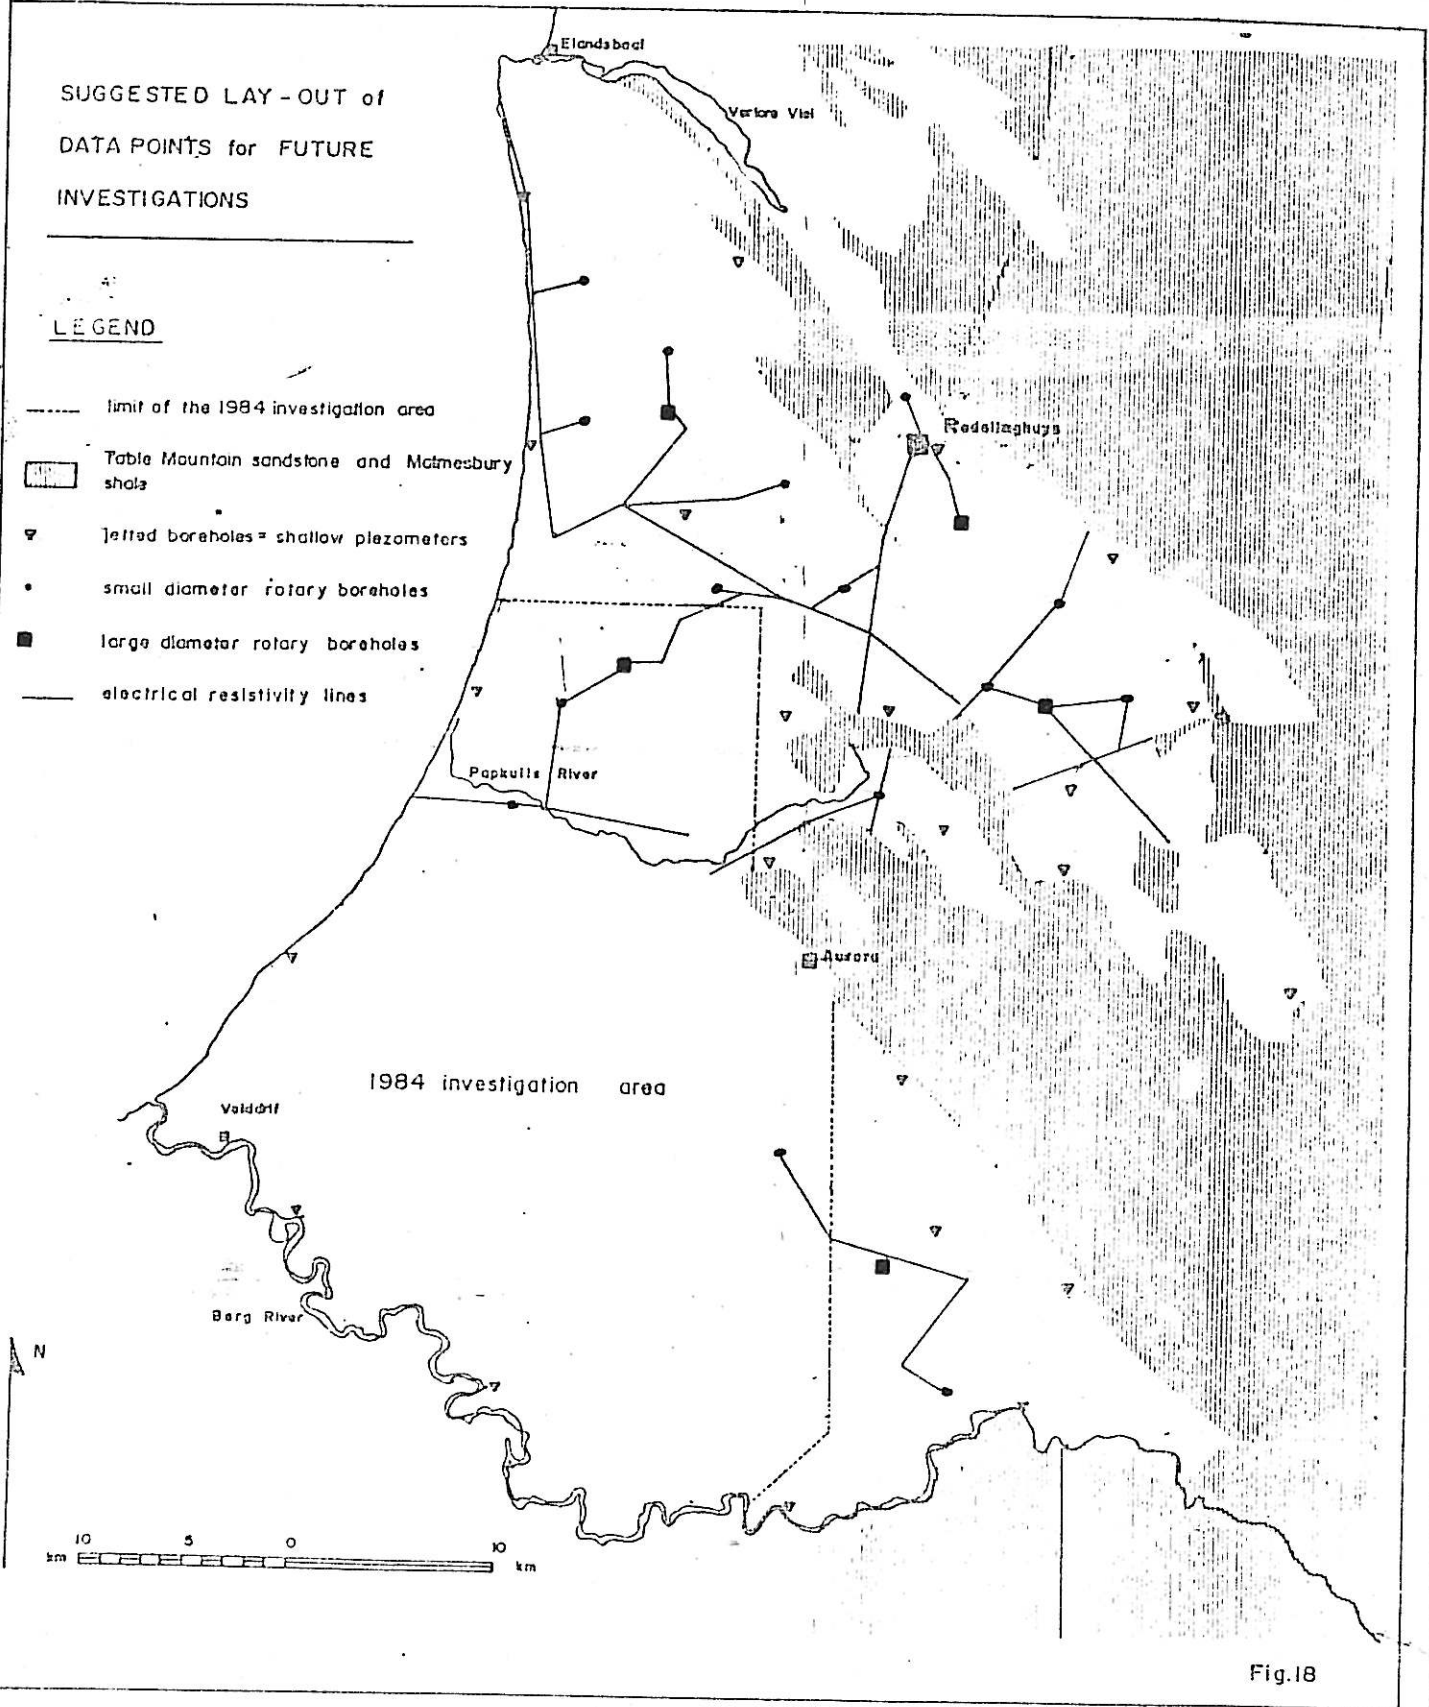 SUGGESTED LAY-OUT of
DATA POINTS for FUTURE
INVESTIGATIONS
LEGEND
limit of the 1984 investigation area
Table Mountain sandstone and Malmesbury
shale
jetted boreholes = shallow piezometers
small diameter rotary boreholes
large diameter rotary boreholes
electrical resistivity lines
Elandsbaai
Verlore Vlei
Redelinghuys
Papkuils River
Aurora
1984 investigation area
Velddrif
Berg River
N
10 5 0 10
km km
Fig.18